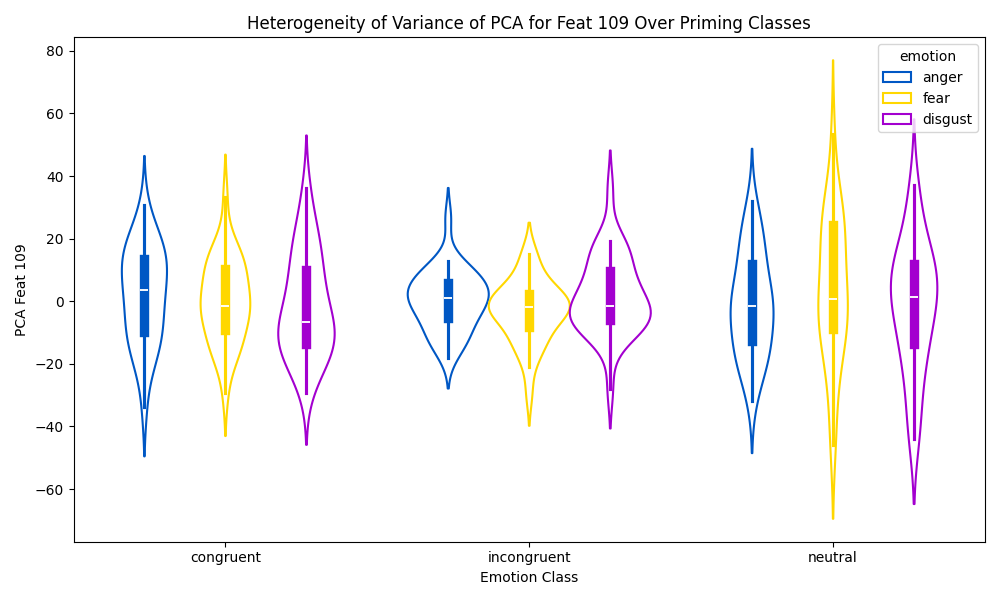 Heterogeneity of Variance of PCA for Feat 109 Over Priming Classes
emotion
anger
fear
disgust
PCA Feat 109
80
60
40
20
0
−20
−40
−60
congruent
incongruent
neutral
Emotion Class